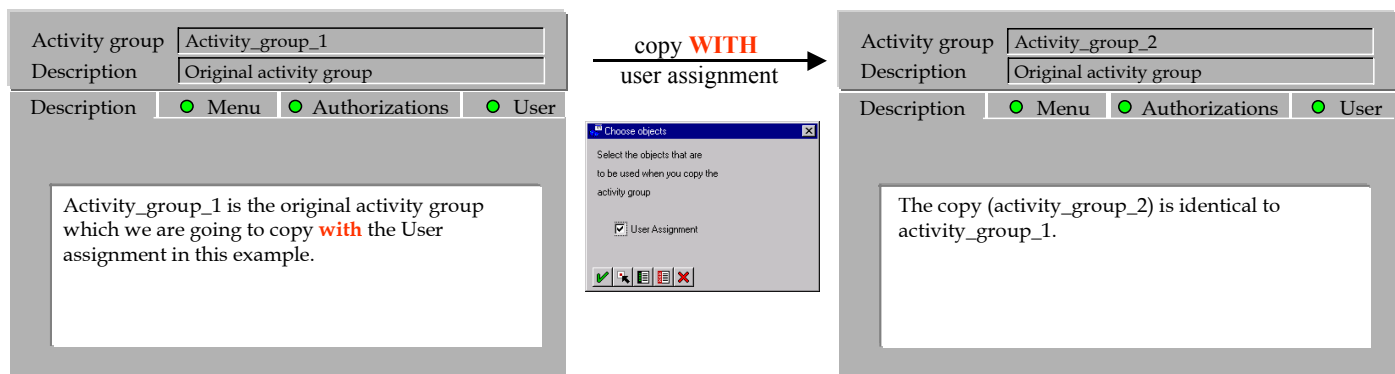 Activity group Activity_group_1
Description Original activity group
Description Menu Authorizations User
Activity_group_1 is the original activity group
which we are going to copy with the User
assignment in this example.
copy WITH
user assignment
Choose objects
Select the objects that are
to be used when you copy the
activity group
User Assignment
Activity group Activity_group_2
Description Original activity group
Description Menu Authorizations User
The copy (activity_group_2) is identical to
activity_group_1.